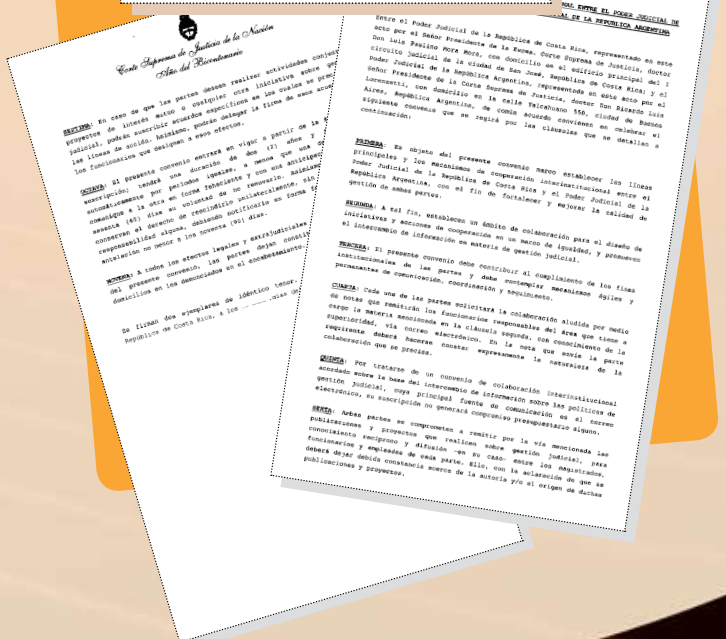 Corte Suprema de Justicia de la Nación
Año del Bicentenario
SEPTIMA: En caso de que las partes deseen realizar actividades
proyectos de interés mutuo o cualquier otra iniciativa sobre
judicial, podrán suscribir acuerdos específicos en los cuales se
las líneas de acción. Asimismo, podrán delegar la firma de esos
los funcionarios que designen a esos efectos.
OCTAVA: El presente convenio entrará en vigor a partir de la
suscripción; tendrá una duración de dos (2) años y
automáticamente por períodos iguales, a menos que una
comunique a la otra en forma fehaciente y con una
sesenta (60) días su voluntad de no renovarlo.
conservan el derecho de rescindirlo unilateralmente, sin
responsabilidad alguna, debiendo notificarlo en forma
antelación no menor a los noventa (90) días.
NOVENA: A todos los efectos legales y extrajudiciales
del presente convenio, las partes dejan
domicilios en los denunciados en el encabezamiento.
Se firman dos ejemplares de idéntico tenor,
República de Costa Rica, a los
ENTRE EL PODER JUDICIAL DE
DE LA REPUBLICA ARGENTINA
Entre el Poder Judicial de la República de Costa Rica, representado en este
acto por el Señor Presidente de la Excma. Corte Suprema de Justicia, doctor
Don Luis Paulino Mora Mora, con domicilio en el edificio principal del
circuito judicial de la ciudad de San José, República de Costa Rica; y el
Poder Judicial de la República Argentina, representado en este acto por el
Señor Presidente de la Corte Suprema de Justicia, doctor Don Ricardo Luis
Lorenzetti, con domicilio en la calle Talcahuano 550, ciudad de Buenos
Aires, República Argentina, de común acuerdo convienen en celebrar el
siguiente convenio que se regirá por las cláusulas que se detallan a
continuación:
PRIMERA: Es objeto del presente convenio marco establecer las líneas
principales y los mecanismos de cooperación interinstitucional entre el
Poder Judicial de la República de Costa Rica y el Poder Judicial de la
República Argentina, con el fin de fortalecer y mejorar la calidad de
gestión de ambas partes.
SEGUNDA: A tal fin, establecen un ámbito de colaboración para el diseño de
iniciativas y acciones de cooperación en un marco de igualdad, y promueven
el intercambio de información en materia de gestión judicial.
TERCERA: El presente convenio debe contribuir al cumplimiento de los fines
institucionales de las partes y debe contemplar mecanismos ágiles y
permanentes de comunicación, coordinación y seguimiento.
CUARTA: Cada una de las partes solicitará la colaboración aludida por medio
de notas que remitirán los funcionarios responsables del área que tiene a
cargo la materia mencionada en la cláusula segunda, con conocimiento de la
superioridad, vía correo electrónico. En la nota que envíe la parte
requirente deberá hacerse constar expresamente la naturaleza de la
colaboración que se precisa.
QUINTA: Por tratarse de un convenio de colaboración interinstitucional
acordado sobre la base del intercambio de información sobre las políticas de
gestión judicial, cuya principal fuente de comunicación es el correo
electrónico, su suscripción no generará compromiso presupuestario alguno.
SEXTA: Ambas partes se comprometen a remitir por la vía mencionada las
publicaciones y proyectos que realicen sobre gestión judicial, para
conocimiento recíproco y difusión -en su caso- entre los magistrados,
funcionarios y empleados de cada parte. Ello, con la aclaración de que se
deberá dejar debida constancia acerca de la autoría y/o el origen de dichas
publicaciones y proyectos.